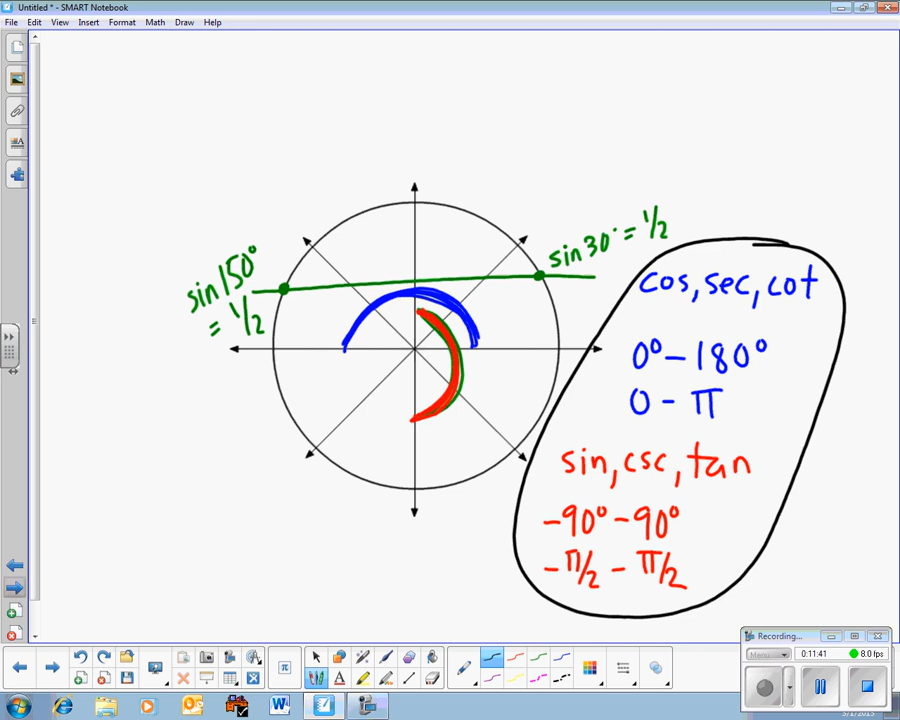 Untitled * - SMART Notebook
File Edit View Insert Format Math Draw Help
sin 150°
= 1/2
sin 30° = 1/2
cos, sec, cot
0° - 180°
0 - π
sin, csc, tan
-90° - 90°
-π/2 - π/2
Recording...
Menu
0:11:41
8.0 fps
π
A
W